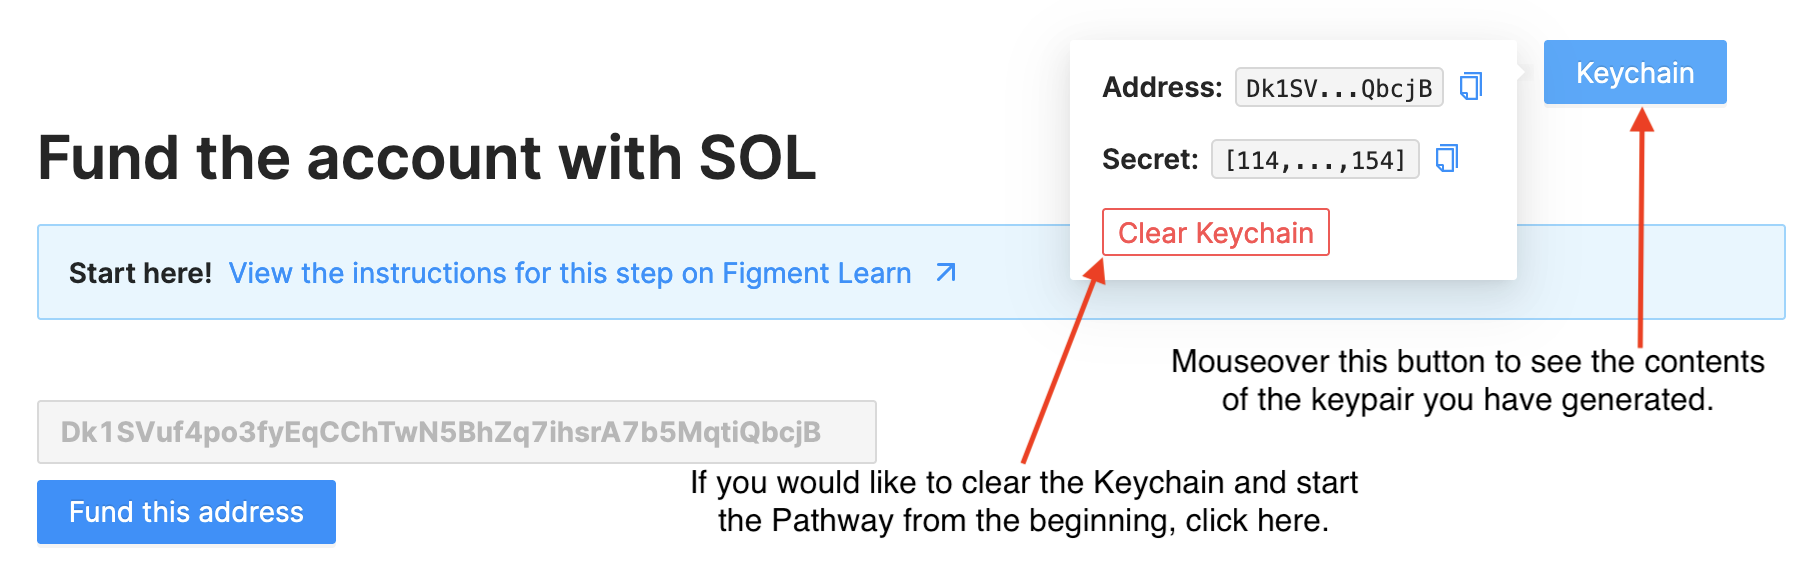 Keychain
Address: Dk1SV...QbcjB
Secret: [114,...,154]
Clear Keychain
Fund the account with SOL
Start here! View the instructions for this step on Figment Learn
Mouseover this button to see the contents
of the keypair you have generated.
Dk1SVuf4po3fyEqCChTwN5BhZq7ihsrA7b5MqtiQbcjB
If you would like to clear the Keychain and start
the Pathway from the beginning, click here.
Fund this address